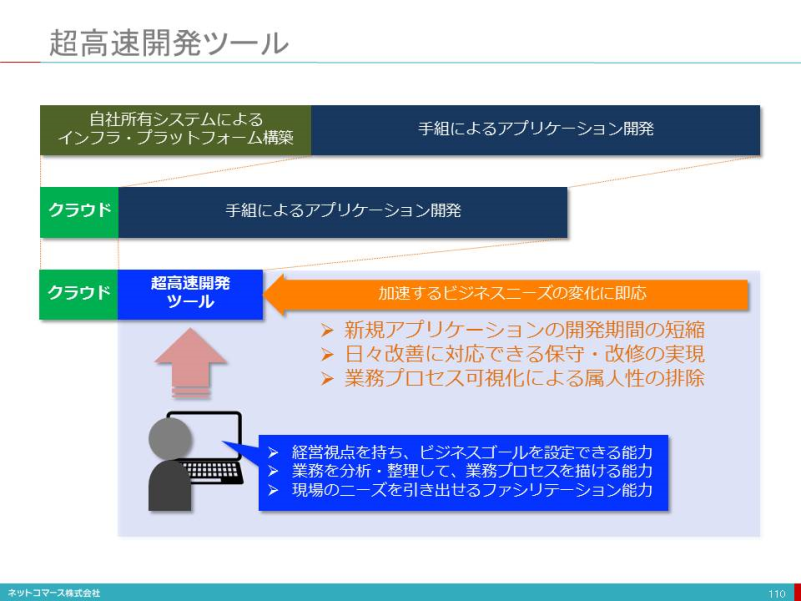 超高速開発ツール
自社所有システムによる
インフラ・プラットフォーム構築
手組によるアプリケーション開発
クラウド
手組によるアプリケーション開発
クラウド
超高速開発
ツール
加速するビジネスニーズの変化に即応
➢ 新規アプリケーションの開発期間の短縮
➢ 日々改善に対応できる保守・改修の実現
➢ 業務プロセス可視化による属人性の排除
➢ 経営視点を持ち、ビジネスゴールを設定できる能力
➢ 業務を分析・整理して、業務プロセスを描ける能力
➢ 現場のニーズを引き出せるファシリテーション能力
ネットコマース株式会社
110